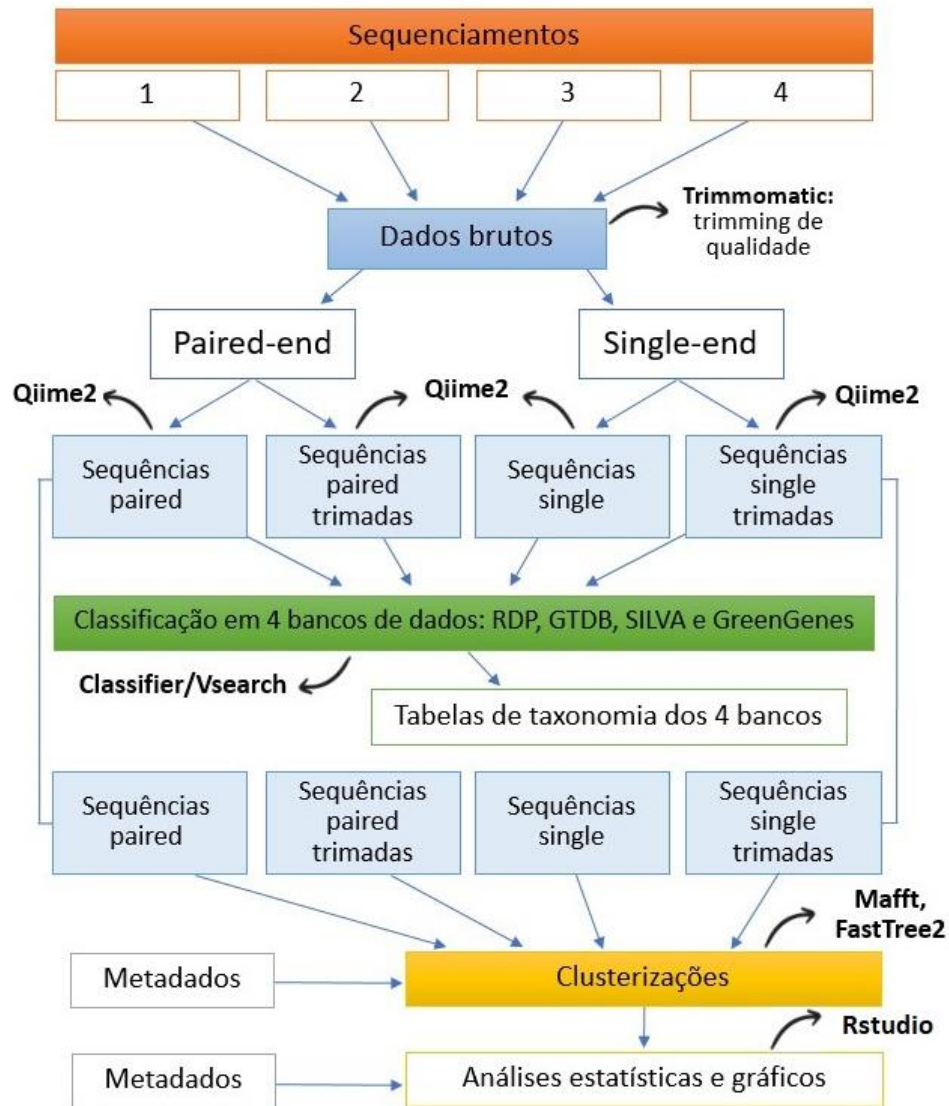 Sequenciamentos
1
2
3
4
Dados brutos
Trimmomatic:
trimming de
qualidade
Paired-end
Single-end
Qiime2
Qiime2
Qiime2
Sequências
paired
Sequências
paired
trimadas
Sequências
single
Sequências
single
trimadas
Classificação em 4 bancos de dados: RDP, GTDB, SILVA e GreenGenes
Classifier/Vsearch
Tabelas de taxonomia dos 4 bancos
Sequências
paired
Sequências
paired
trimadas
Sequências
single
Sequências
single
trimadas
Mafft,
FastTree2
Metadados
Clusterizações
Rstudio
Metadados
Análises estatísticas e gráficos